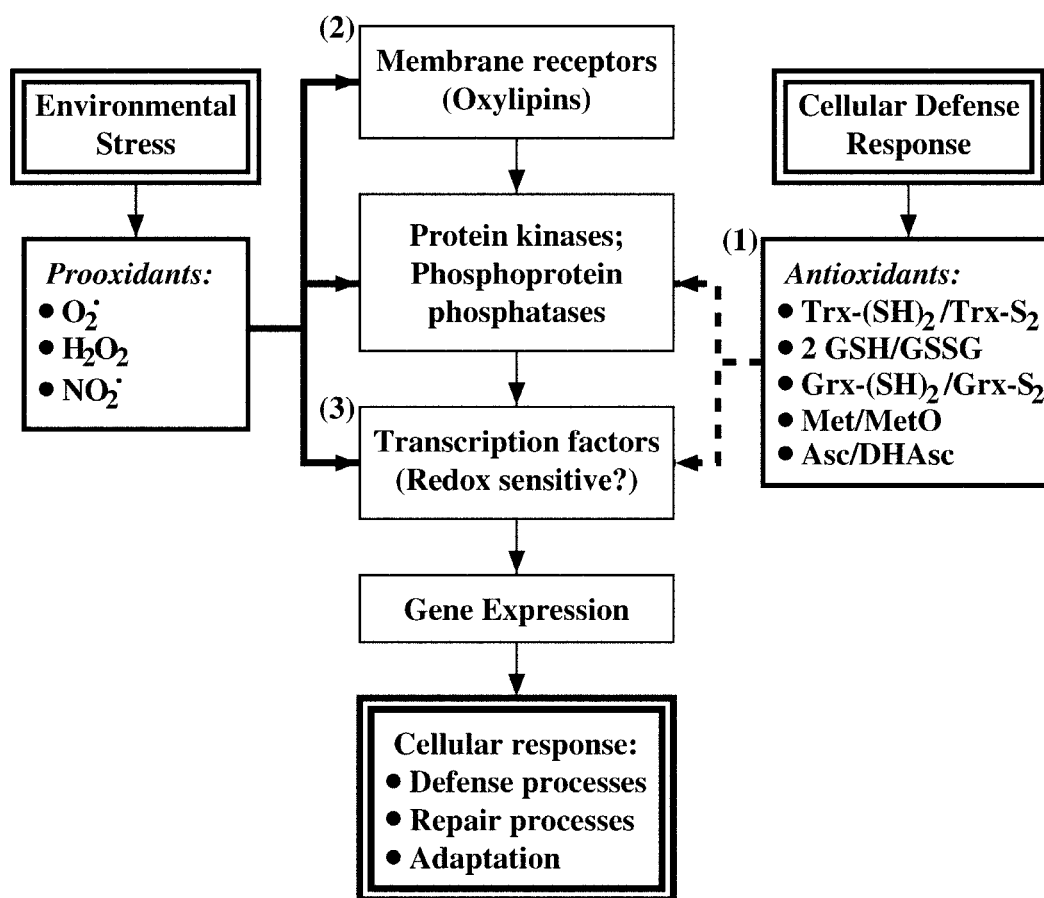 (2)
Membrane receptors
(Oxylipins)
Environmental
Stress
Cellular Defense
Response
Prooxidants:
● O₂˙
● H₂O₂
● NO₂˙
Protein kinases;
Phosphoprotein
phosphatases
(1)
Antioxidants:
● Trx-(SH)₂/Trx-S₂
● 2 GSH/GSSG
● Grx-(SH)₂/Grx-S₂
● Met/MetO
● Asc/DHAsc
(3)
Transcription factors
(Redox sensitive?)
Gene Expression
Cellular response:
● Defense processes
● Repair processes
● Adaptation